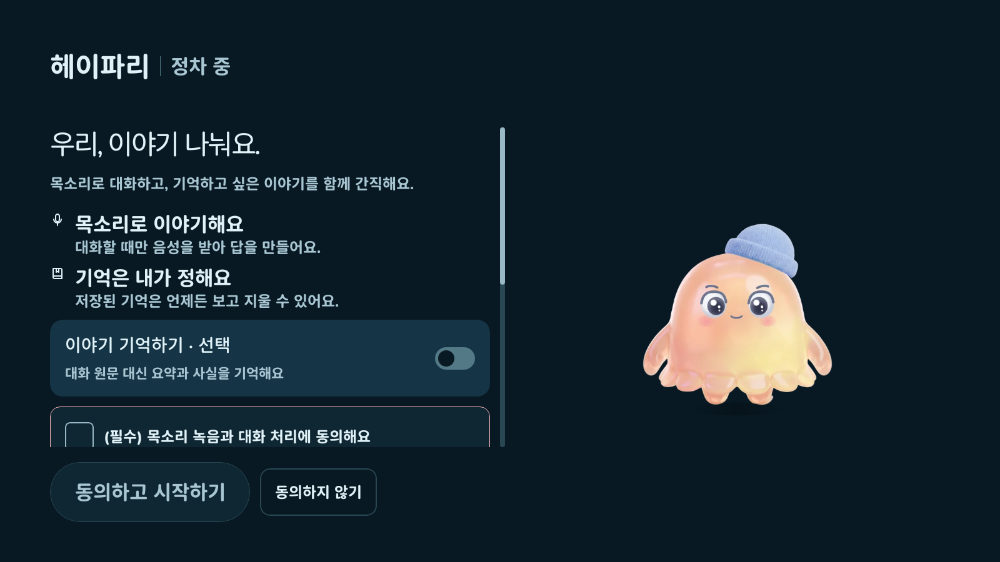 헤이파리 정차 중
우리, 이야기 나눠요.
목소리로 대화하고, 기억하고 싶은 이야기를 함께 간직해요.
목소리로 이야기해요
대화할 때만 음성을 받아 답을 만들어요.
기억은 내가 정해요
저장된 기억은 언제든 보고 지울 수 있어요.
이야기 기억하기 · 선택
대화 원문 대신 요약과 사실을 기억해요
(필수) 목소리 녹음과 대화 처리에 동의해요
동의하고 시작하기 동의하지 않기